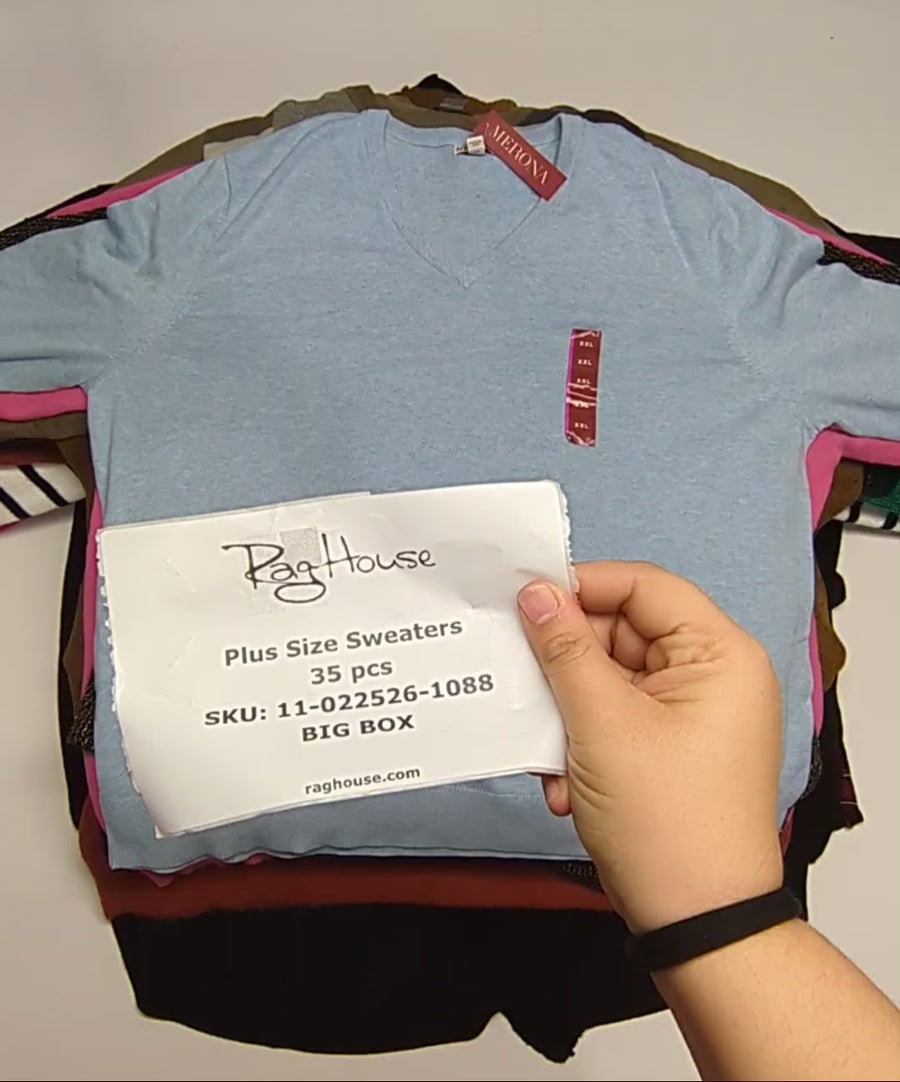 MERONA
XXL
XXL
XXL
XXL
RagHouse
Plus Size Sweaters
35 pcs
SKU: 11-022526-1088
BIG BOX
raghouse.com